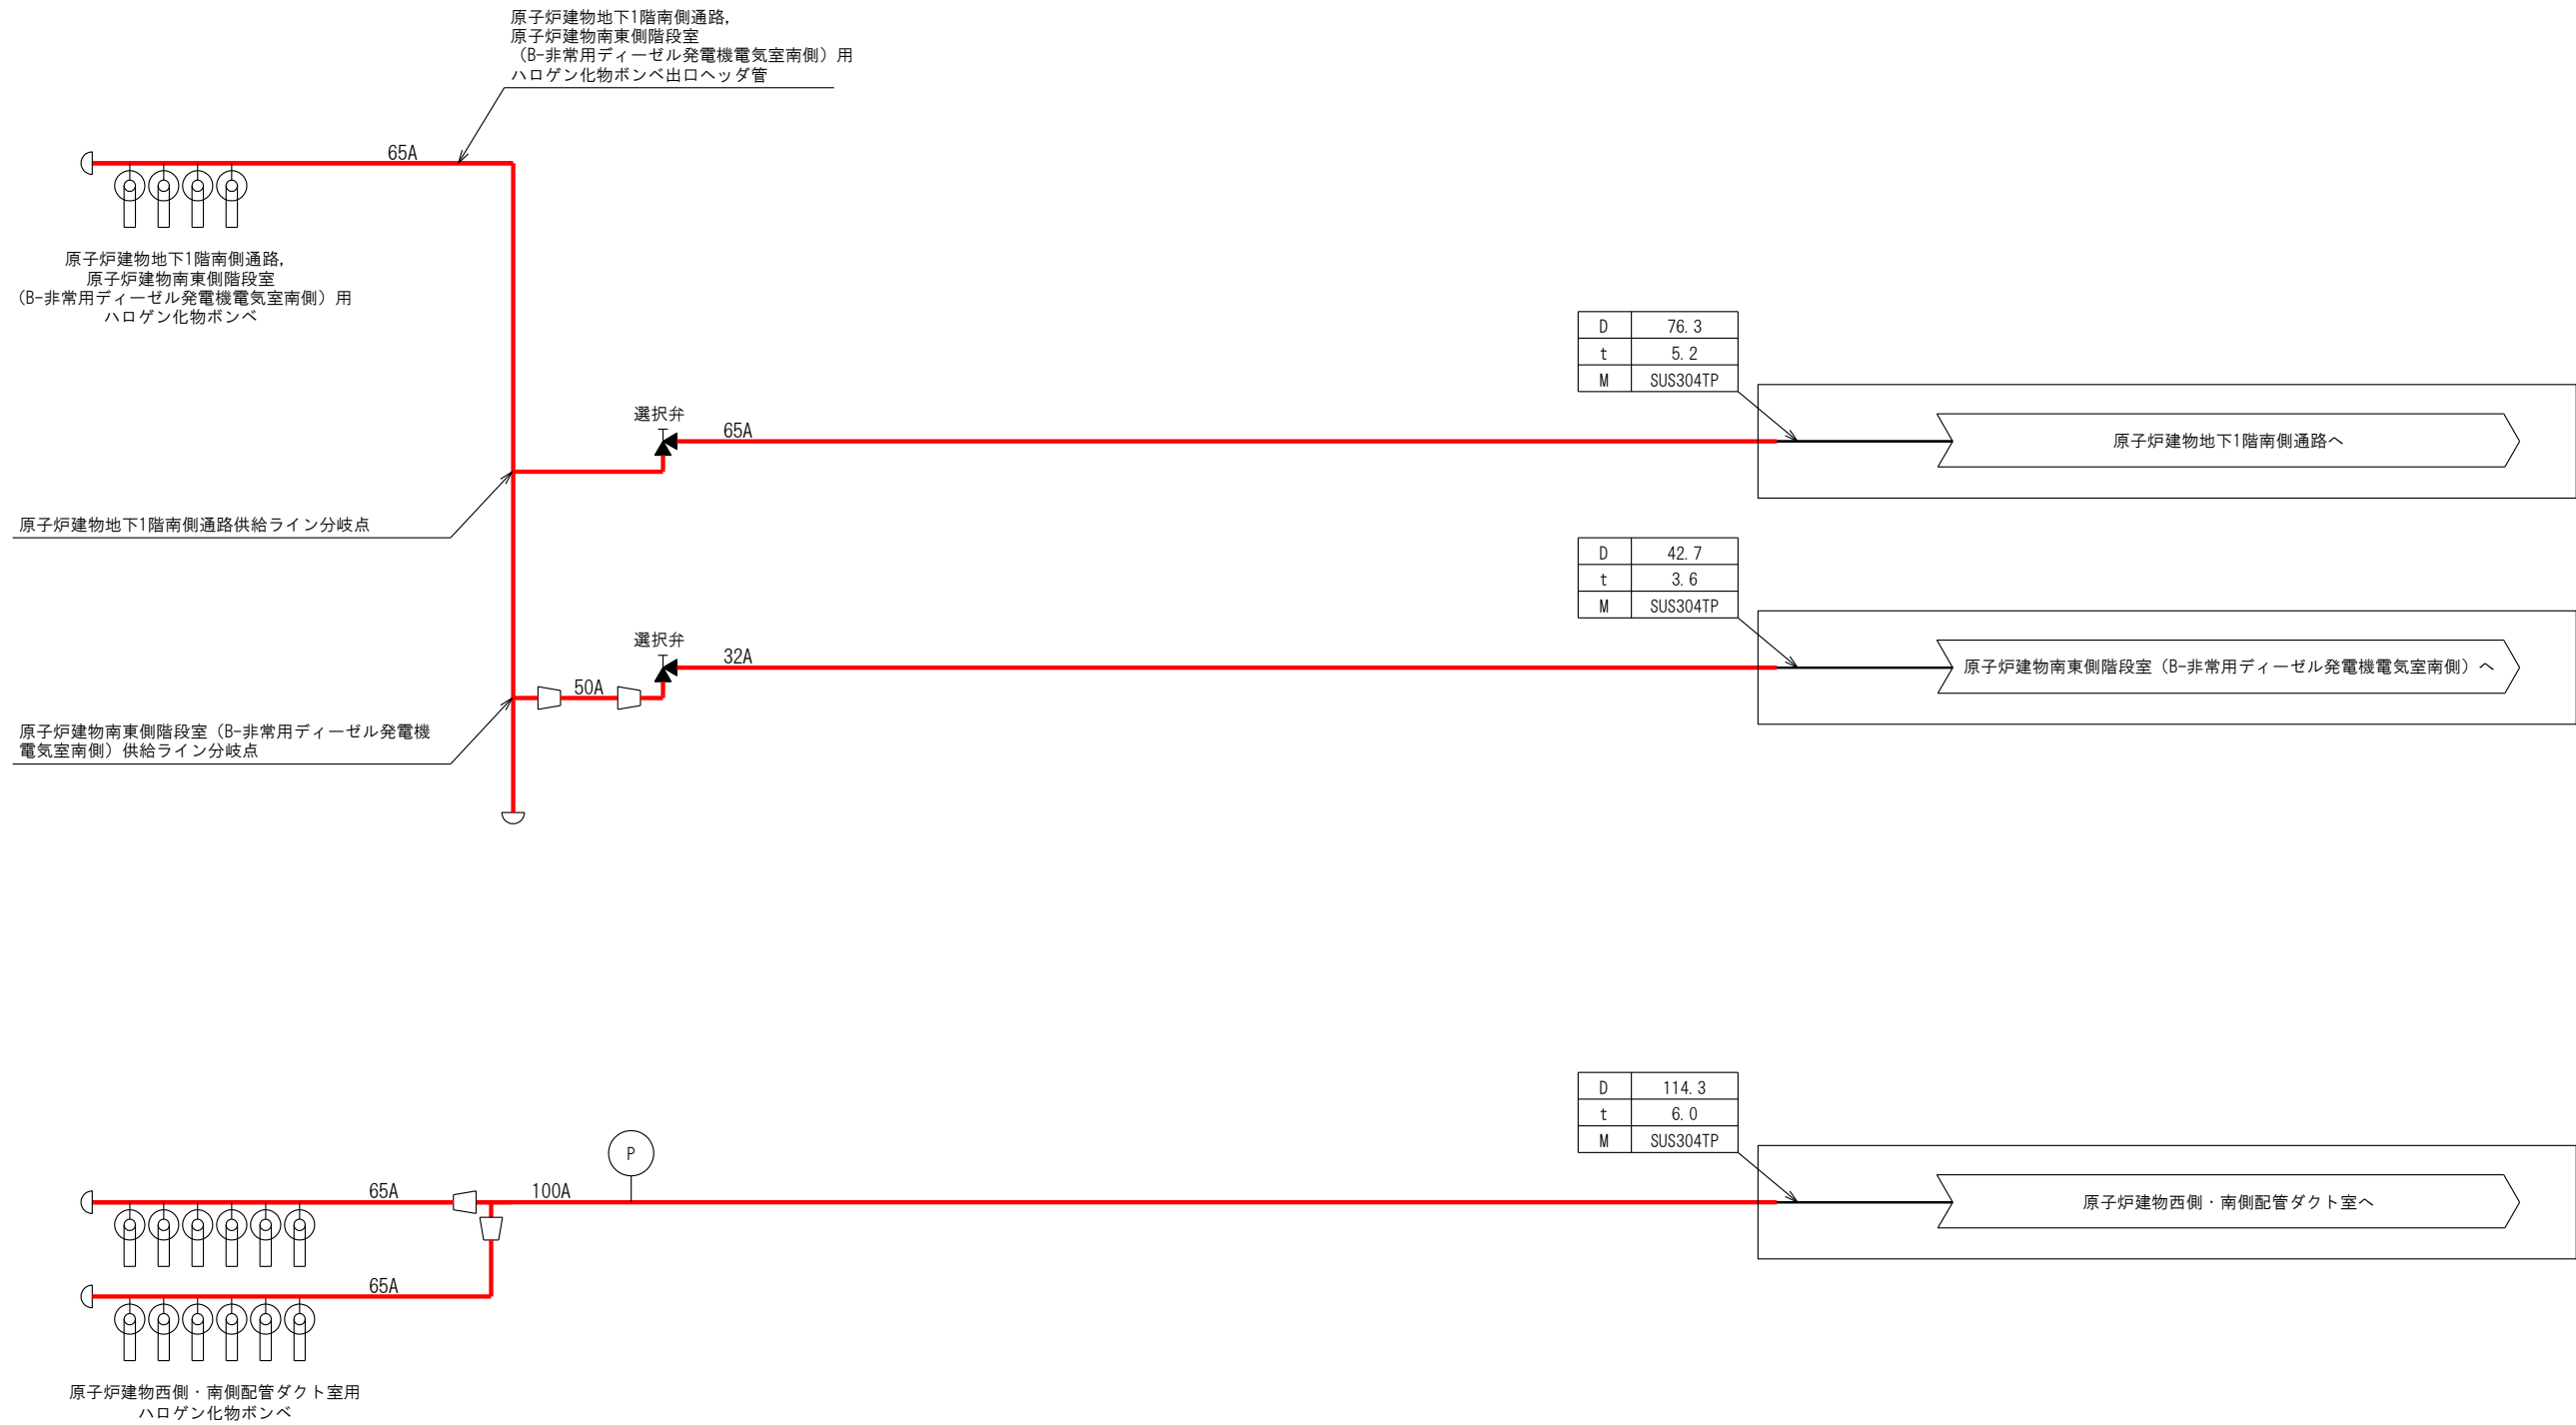 原子炉建物地下1階南側通路,
原子炉建物南東側階段室
（B-非常用ディーゼル発電機電気室南側）用
ハロゲン化物ボンベ出口ヘッダ管
65A
原子炉建物地下1階南側通路,
原子炉建物南東側階段室
（B-非常用ディーゼル発電機電気室南側）用
ハロゲン化物ボンベ
D 76.3
t 5.2
M SUS304TP
選択弁
65A
原子炉建物地下1階南側通路へ
原子炉建物地下1階南側通路供給ライン分岐点
D 42.7
t 3.6
M SUS304TP
選択弁
32A
原子炉建物南東側階段室（B-非常用ディーゼル発電機電気室南側）へ
50A
原子炉建物南東側階段室（B-非常用ディーゼル発電機
電気室南側）供給ライン分岐点
D 114.3
t 6.0
M SUS304TP
P
65A
100A
原子炉建物西側・南側配管ダクト室へ
65A
原子炉建物西側・南側配管ダクト室用
ハロゲン化物ボンベ